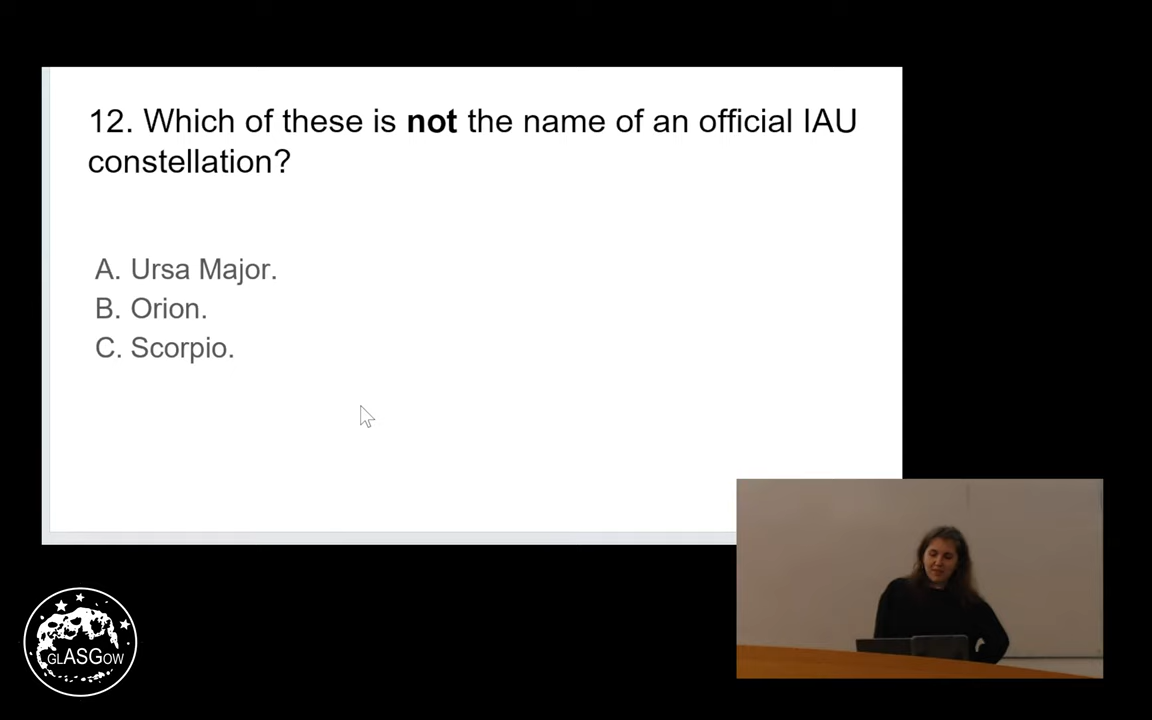 12. Which of these is not the name of an official IAU
constellation?
A. Ursa Major.
B. Orion.
C. Scorpio.
GLASGOW